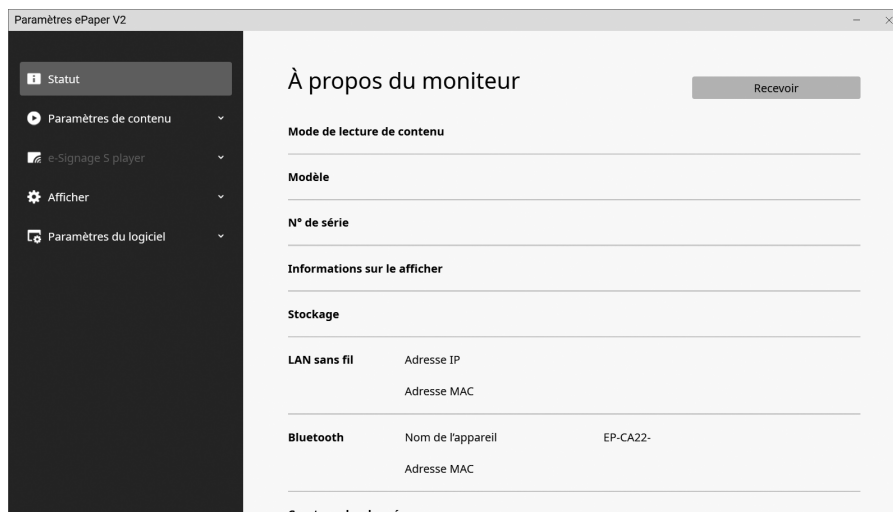 Paramètres ePaper V2
Statut
Paramètres de contenu
e-Signage S player
Afficher
Paramètres du logiciel
À propos du moniteur
Recevoir
Mode de lecture de contenu
Modèle
N° de série
Informations sur le afficher
Stockage
LAN sans fil Adresse IP
Adresse MAC
Bluetooth Nom de l'appareil EP-CA22-
Adresse MAC